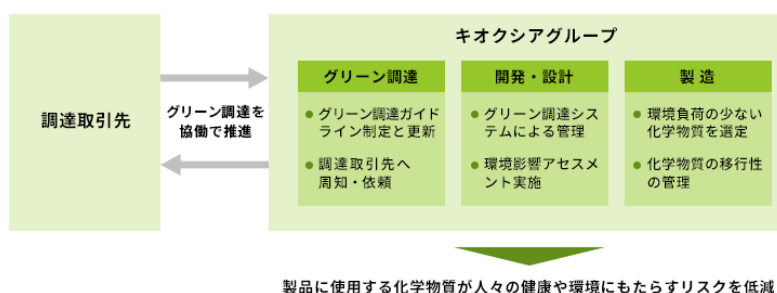 調達取引先
グリーン調達を
協働で推進
キオクシアグループ
グリーン調達
● グリーン調達ガイド
ライン制定と更新
● 調達取引先へ
周知・依頼
開発・設計
● グリーン調達シス
テムによる管理
● 環境影響アセスメ
ント実施
製造
● 環境負荷の少ない
化学物質を選定
● 化学物質の移行性
の管理
製品に使用する化学物質が人々の健康や環境にもたらすリスクを低減